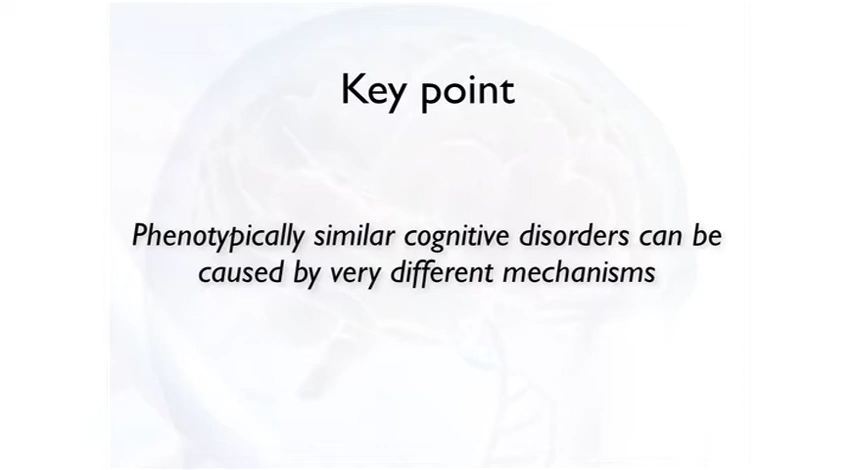 Key point
Phenotypically similar cognitive disorders can be
caused by very different mechanisms